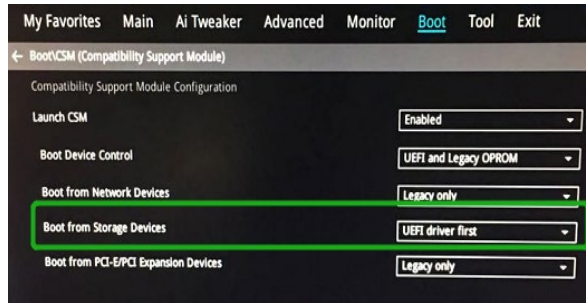 My Favorites Main Ai Tweaker Advanced Monitor Boot Tool Exit
← Boot\CSM (Compatibility Support Module)
Compatibility Support Module Configuration
Launch CSM Enabled
Boot Device Control UEFI and Legacy OPROM
Boot from Network Devices Legacy only
Boot from Storage Devices UEFI driver first
Boot from PCI-E/PCI Expansion Devices Legacy only